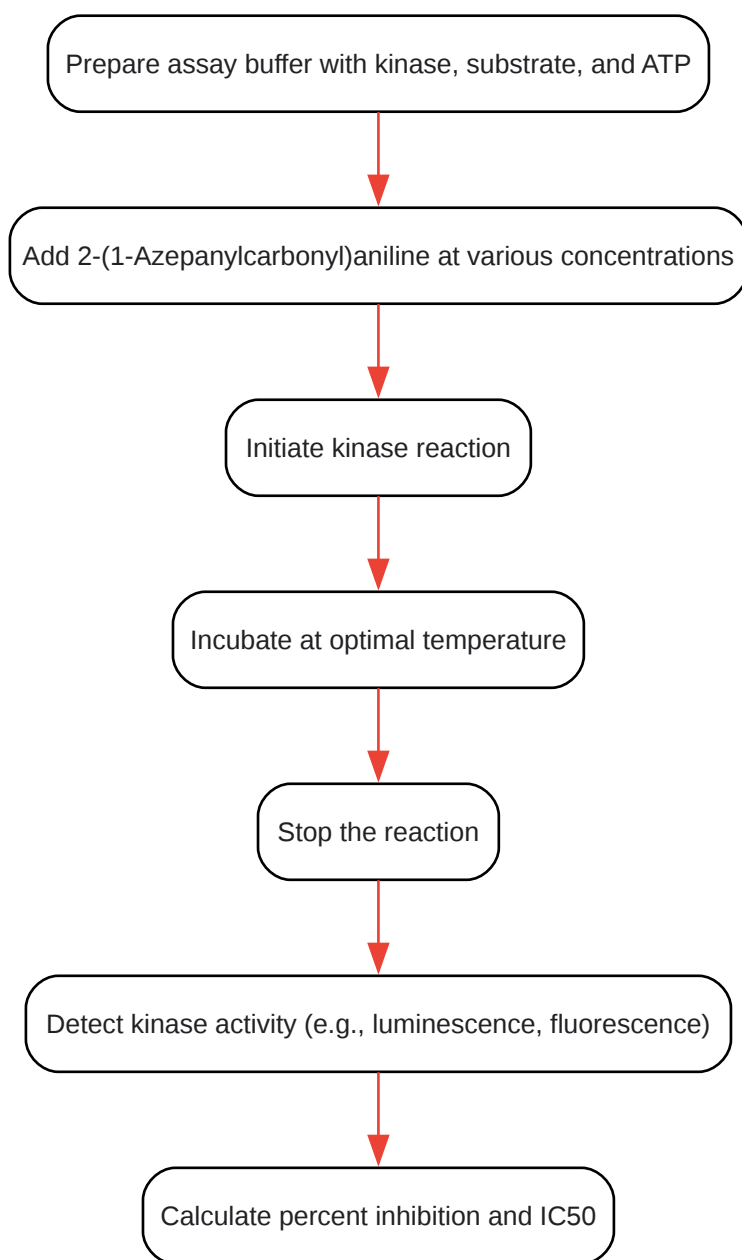 Prepare assay buffer with kinase, substrate, and ATP
Add 2-(1-Azepanylcarbonyl)aniline at various concentrations
Initiate kinase reaction
Incubate at optimal temperature
Stop the reaction
Detect kinase activity (e.g., luminescence, fluorescence)
Calculate percent inhibition and IC50